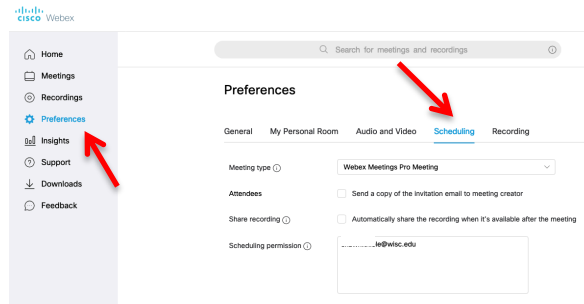 CISCO Webex
Search for meetings and recordings
Home
Meetings
Recordings
Preferences
Insights
Support
Downloads
Feedback
Preferences
General My Personal Room Audio and Video Scheduling Recording
Meeting type
Webex Meetings Pro Meeting
Attendees
Send a copy of the invitation email to meeting creator
Share recording
Automatically share the recording when it's available after the meeting
Scheduling permission
ie@wisc.edu